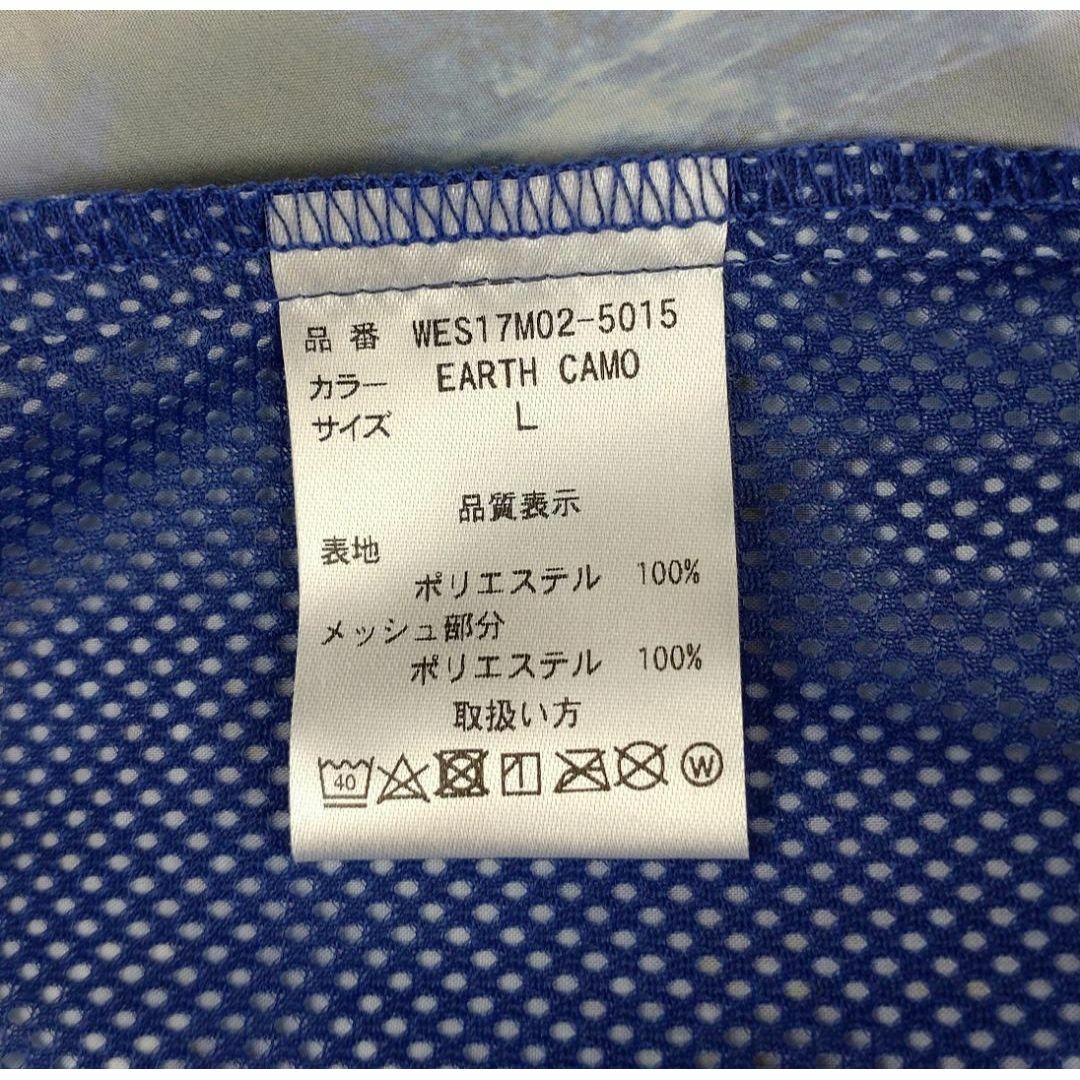 品番 WES17M02-5015
カラー EARTH CAMO
サイズ L
品質表示
表地
ポリエステル 100%
メッシュ部分
ポリエステル 100%
取扱い方
40 W